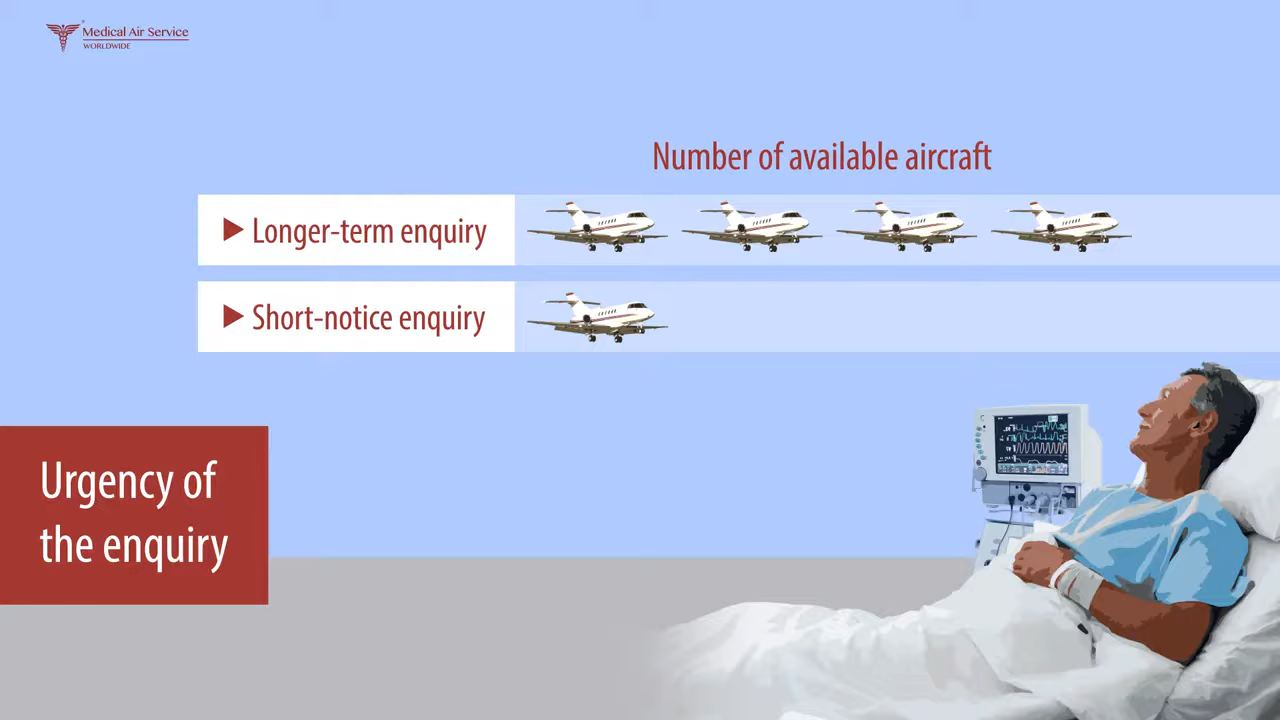 Medical Air Service
WORLDWIDE
Number of available aircraft
Longer-term enquiry
Short-notice enquiry
Urgency of
the enquiry